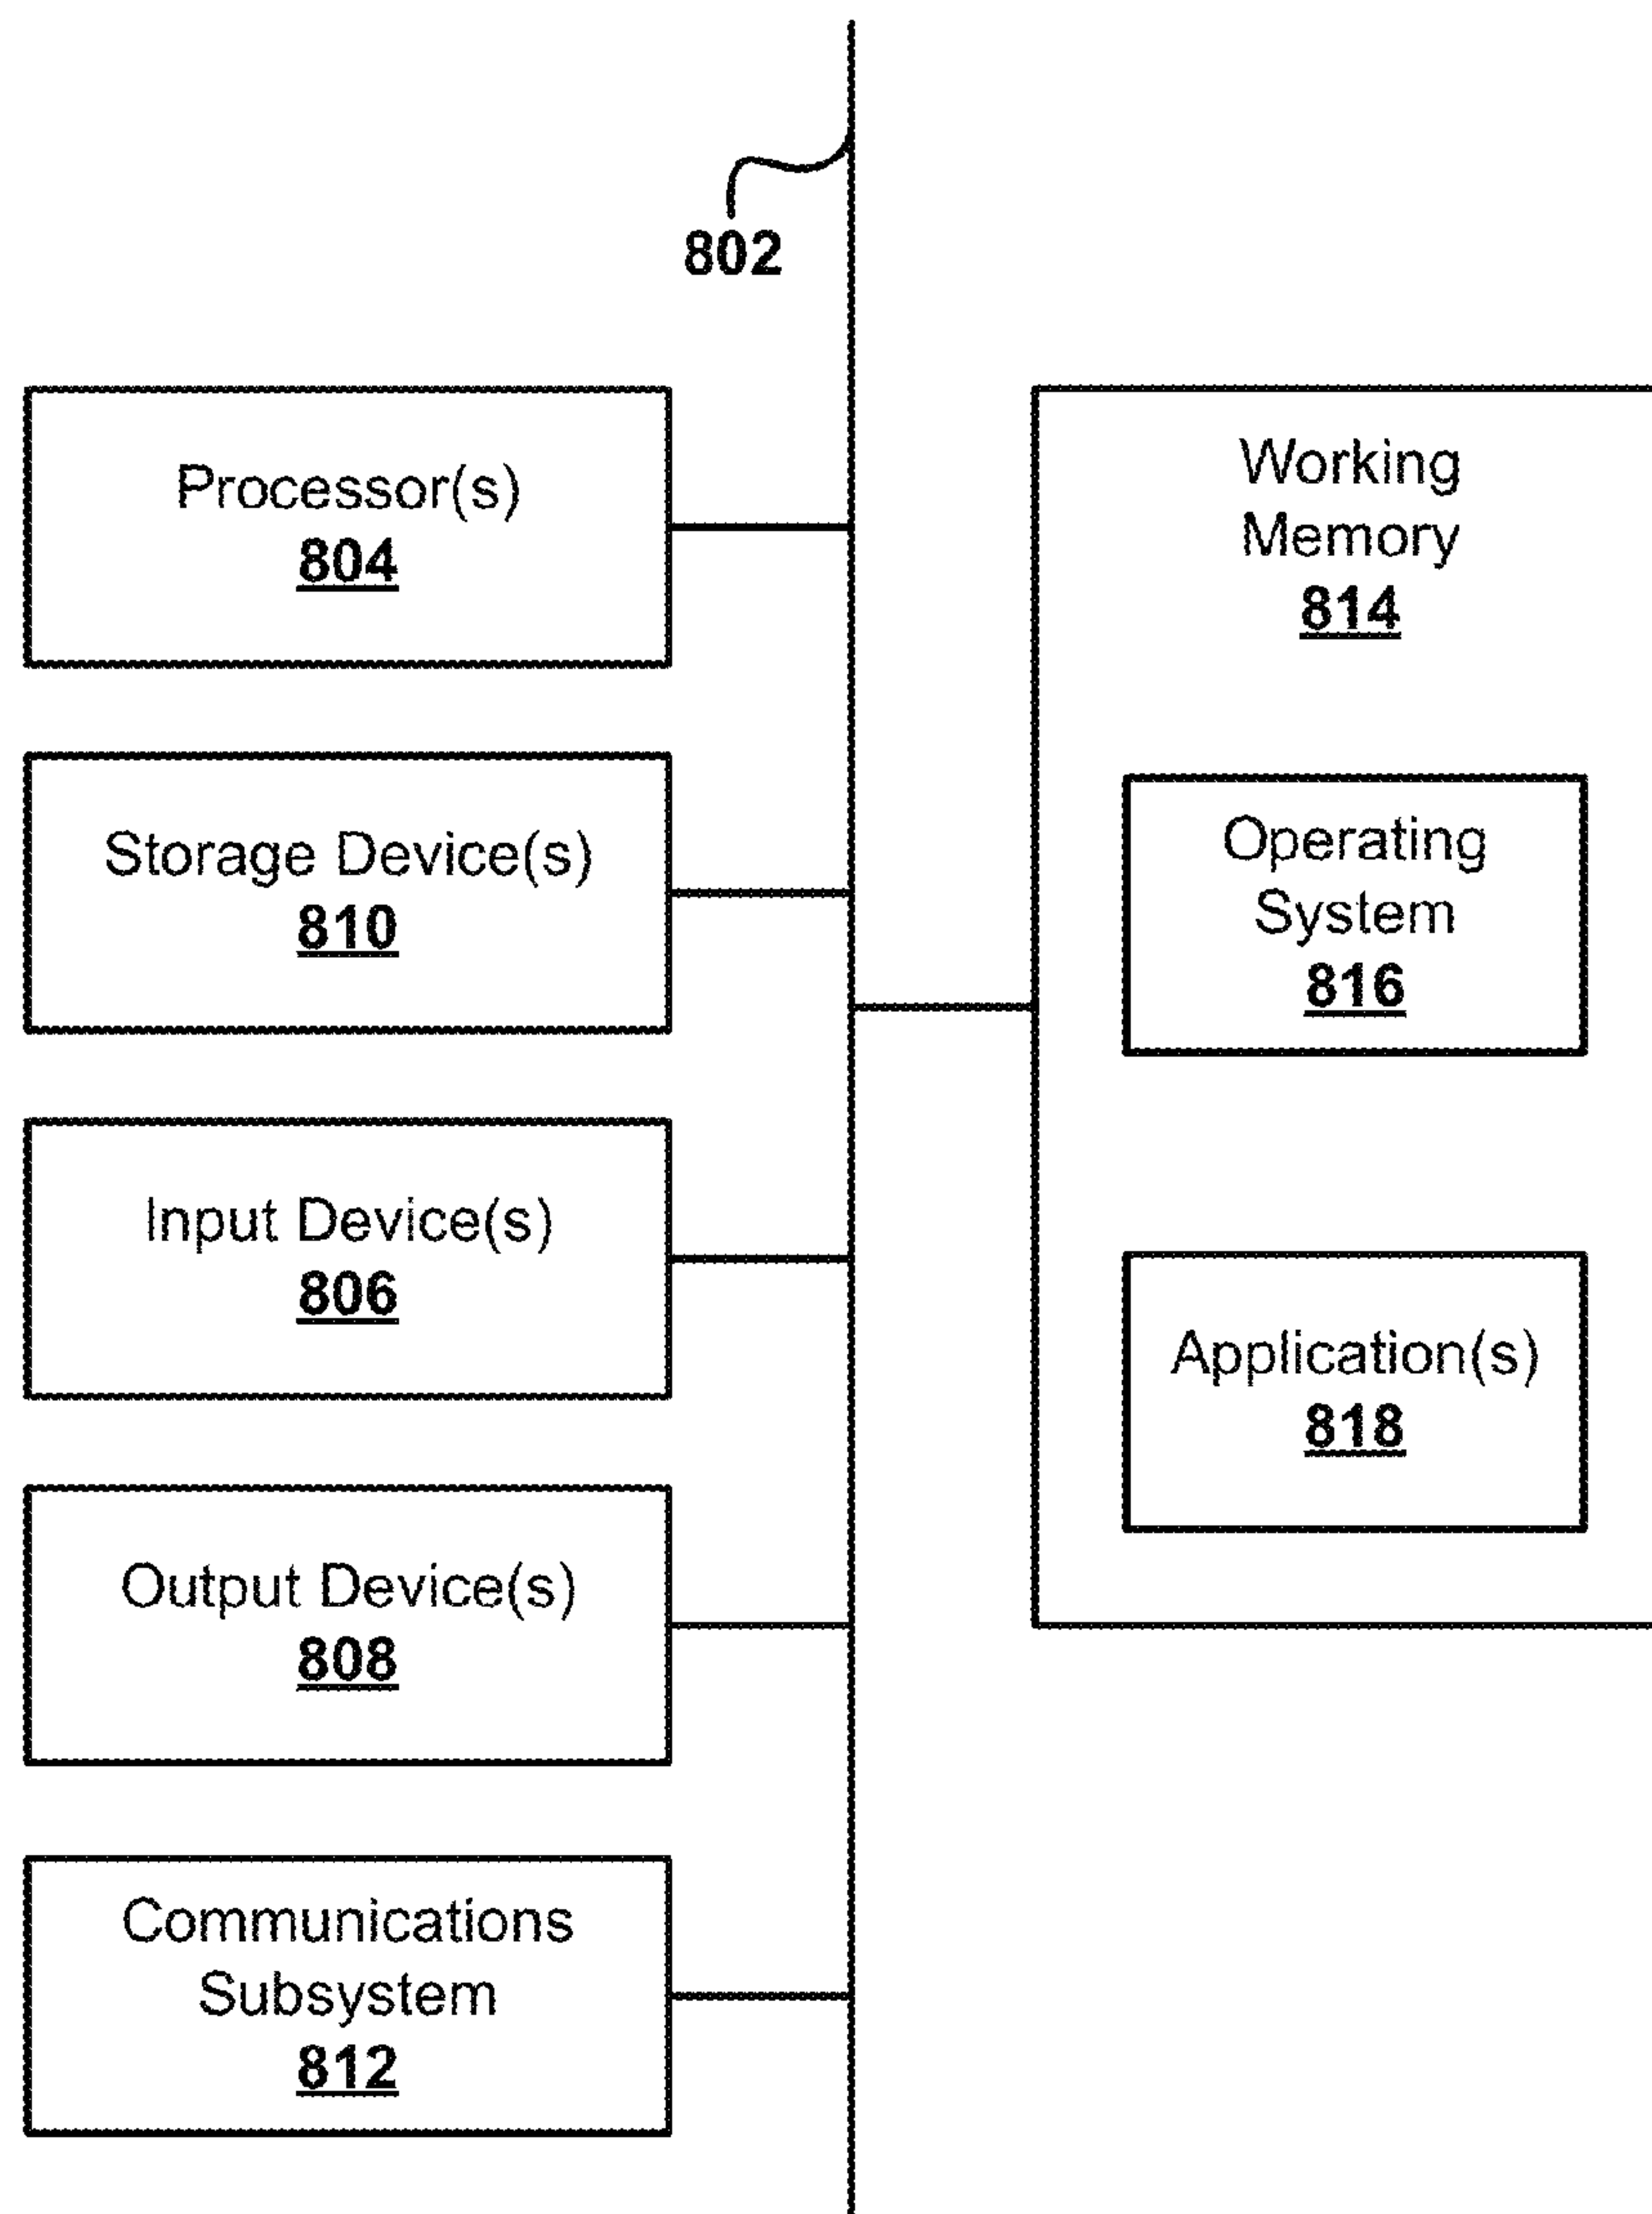 802
Processor(s)
804
Storage Device(s)
810
Input Device(s)
806
Output Device(s)
808
Communications
Subsystem
812
Working
Memory
814
Operating
System
816
Application(s)
818